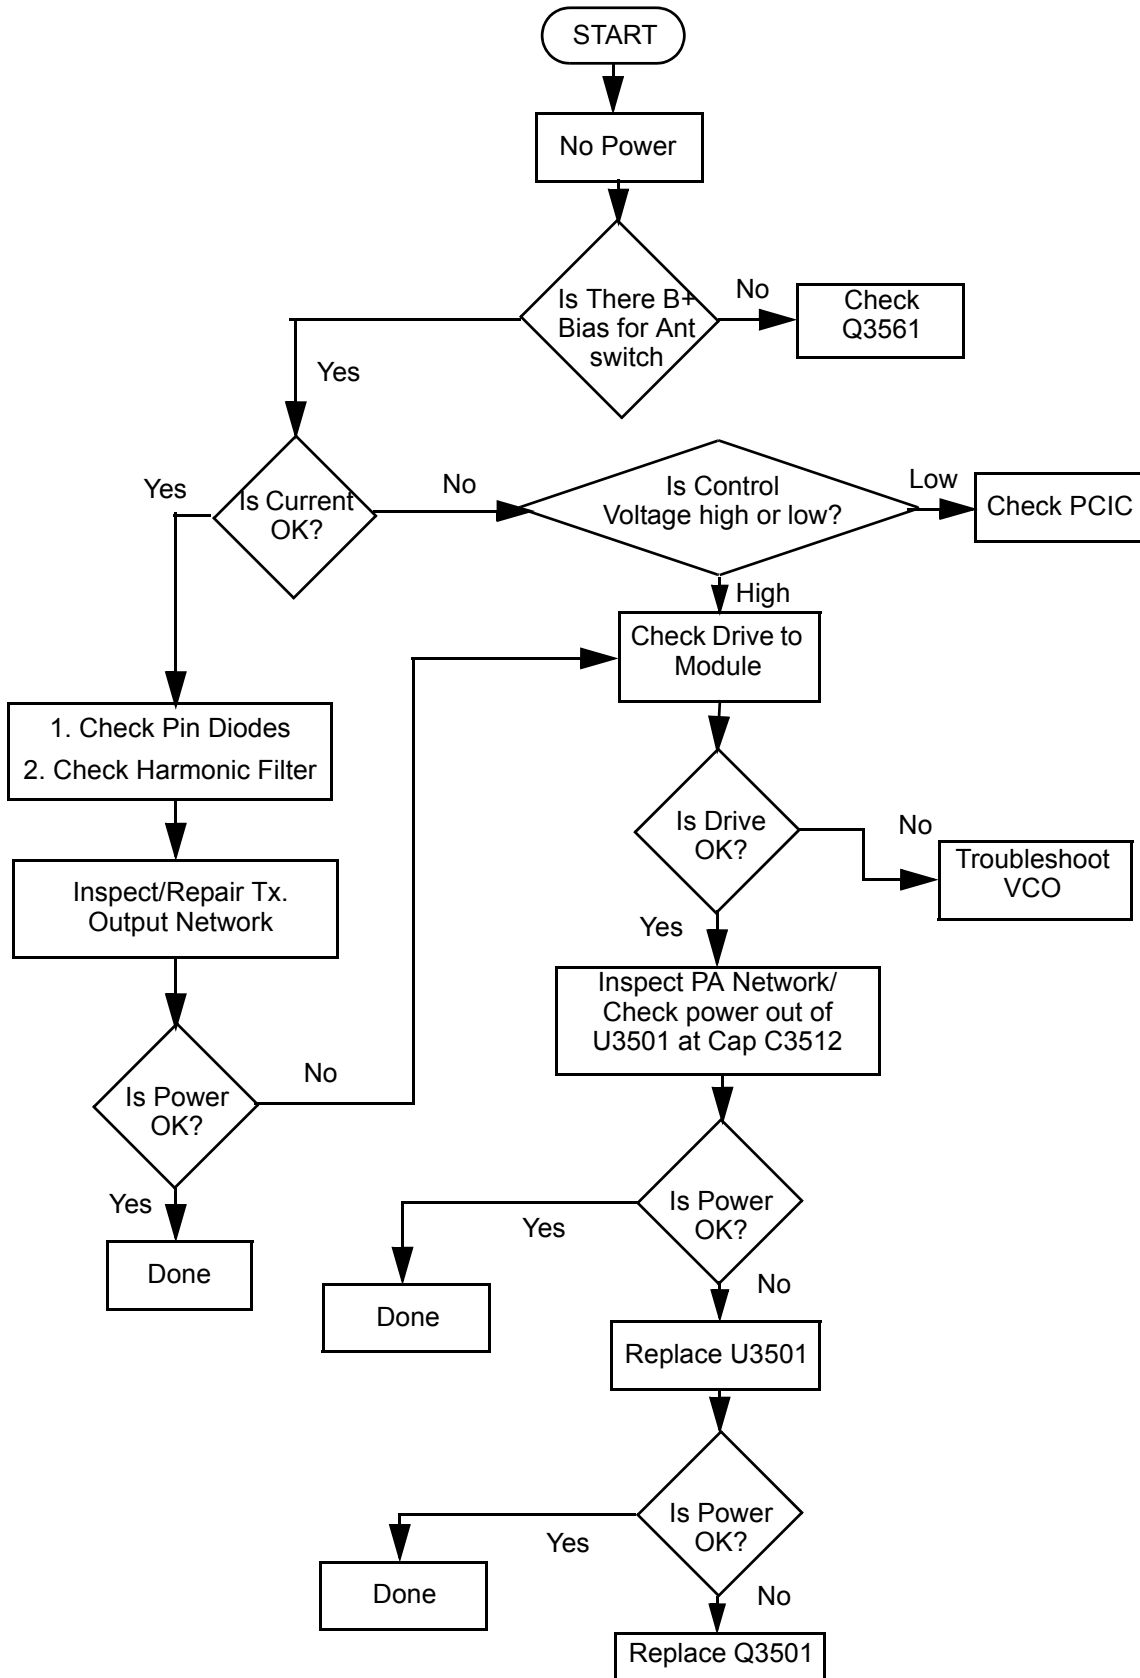 START
No Power
Is There B+
Bias for Ant
switch
No
Check
Q3561
Yes
Is Current
OK?
Yes
No
Is Control
Voltage high or low?
Low
Check PCIC
High
Check Drive to
Module
1. Check Pin Diodes
2. Check Harmonic Filter
Is Drive
OK?
No
Troubleshoot
VCO
Inspect/Repair Tx.
Output Network
Yes
Inspect PA Network/
Check power out of
U3501 at Cap C3512
Is Power
OK?
No
Yes
Done
Is Power
OK?
Yes
Done
No
Replace U3501
Is Power
OK?
Yes
Done
No
Replace Q3501